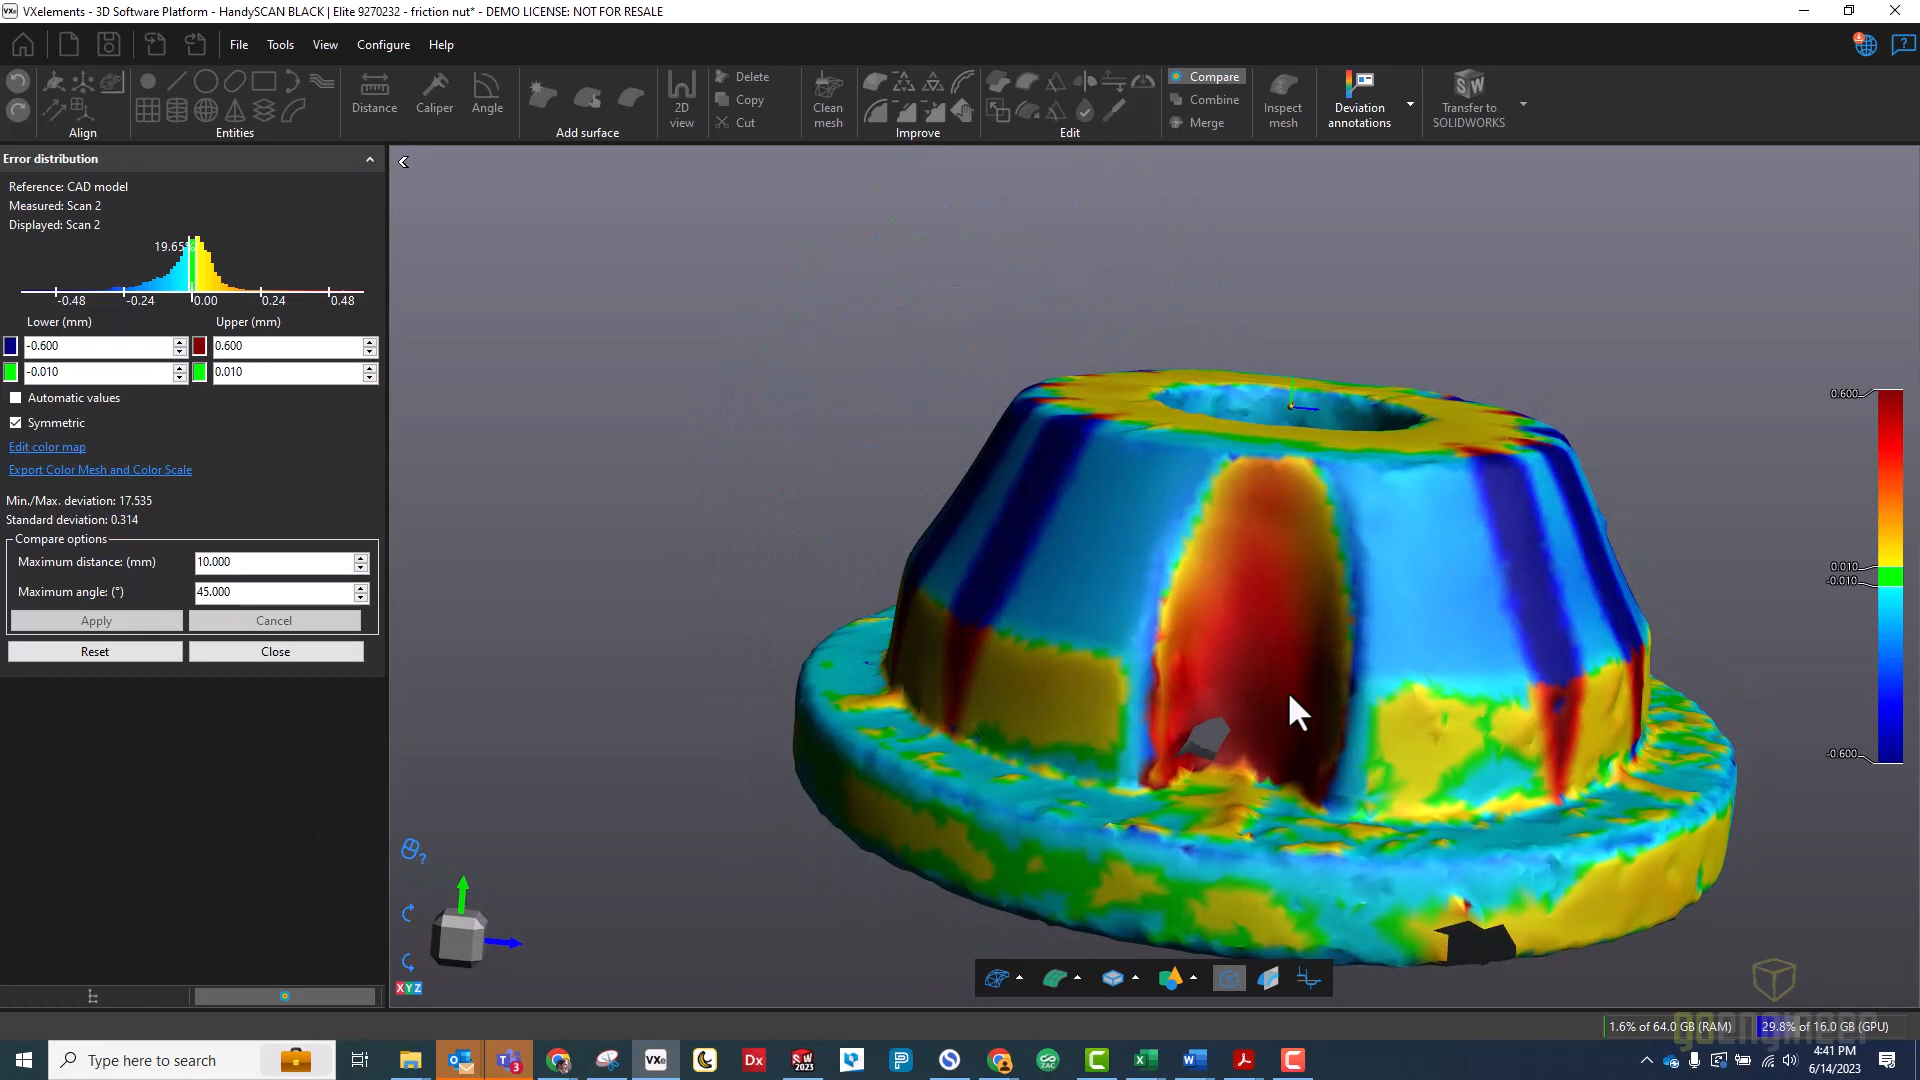 VXelements - 3D Software Platform - HandySCAN BLACK | Elite 9270232 - friction nut* - DEMO LICENSE: NOT FOR RESALE
File Tools View Configure Help
Align
Entities
Distance
Caliper
Angle
Add surface
2D
view
Delete
Copy
Cut
Clean
mesh
Improve
Edit
Compare
Combine
Merge
Inspect
mesh
Deviation
annotations
Transfer to
SOLIDWORKS
Error distribution
Reference: CAD model
Measured: Scan 2
Displayed: Scan 2
19.65
-0.48 -0.24 0.00 0.24 0.48
Lower (mm) Upper (mm)
-0.600 0.600
-0.010 0.010
Automatic values
Symmetric
Edit color map
Export Color Mesh and Color Scale
Min./Max. deviation: 17.535
Standard deviation: 0.314
Compare options
Maximum distance: (mm) 10.000
Maximum angle: (°) 45.000
Apply Cancel
Reset Close
0.600
0.010
-0.010
-0.600
XYZ
goengineer
1.6% of 64.0 GB (RAM) 29.8% of 16.0 GB (GPU)
Type here to search
3
VXe
Dx
SW
2023
ZAC
4:41 PM
6/14/2023